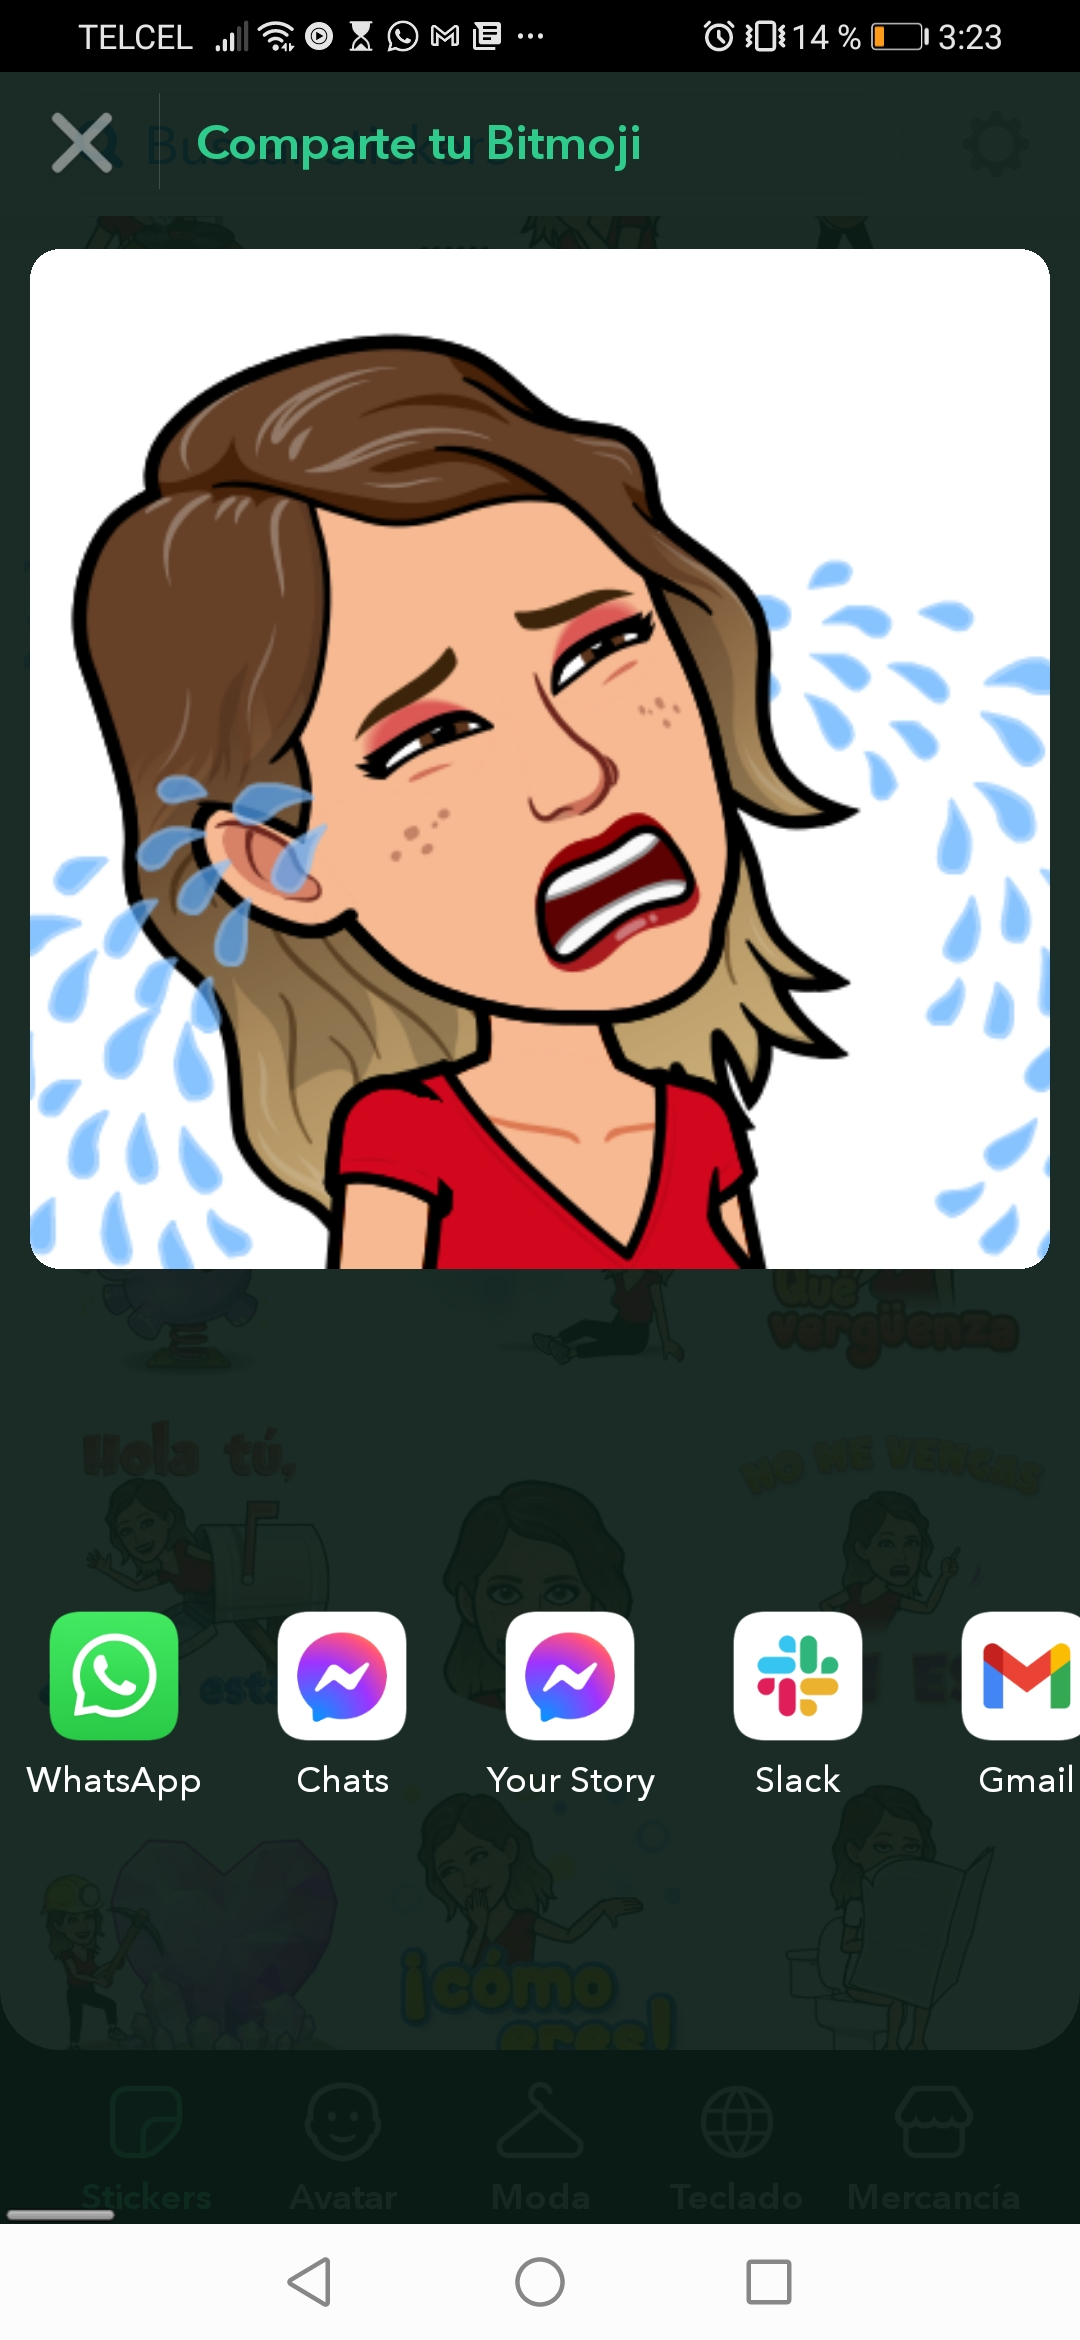 TELCEL 14 % 3:23
Comparte tu Bitmoji
Qué
vergüenza
Hola tú,
NO ME VENGAS
WhatsApp
Chats
Your Story
Slack
Gmail
¡cómo
eres!
Stickers
Avatar
Moda
Teclado
Mercancía